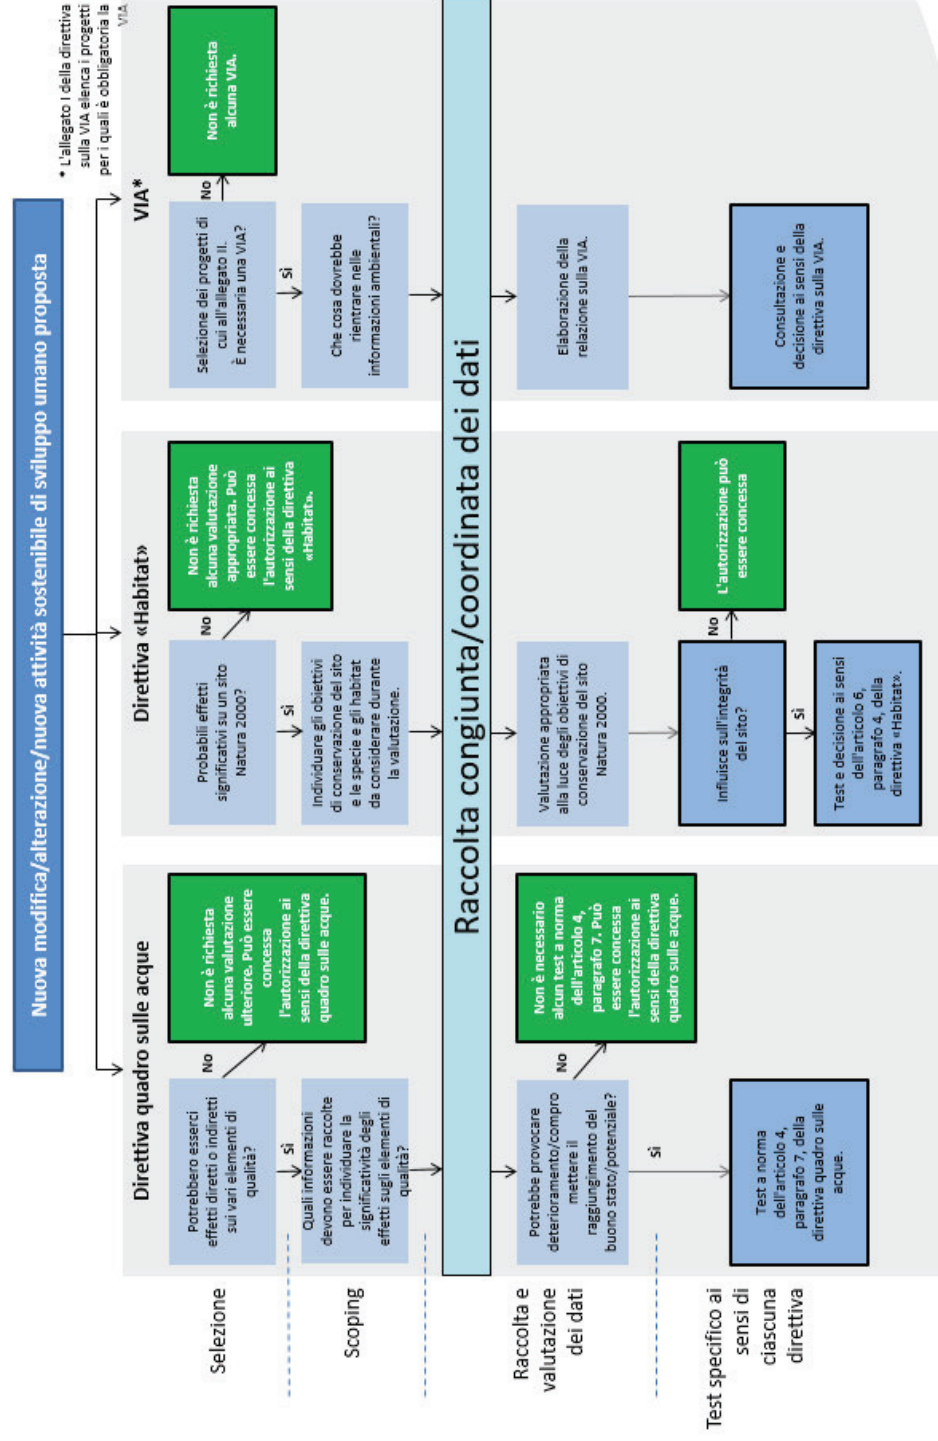 Nuova modifica/alterazione/nuova attività sostenibile di sviluppo umano proposta
* L'allegato I della direttiva
sulla VIA elenca i progetti
per i quali è obbligatoria la
VIA
Direttiva quadro sulle acque
Direttiva «Habitat»
VIA*
Selezione
Potrebbero esserci
effetti diretti o indiretti
sui vari elementi di
qualità?
No
Non è richiesta
alcuna valutazione
ulteriore. Può essere
concessa
l'autorizzazione ai
sensi della direttiva
quadro sulle acque.
Sì
Probabili effetti
significativi su un sito
Natura 2000?
No
Non è richiesta
alcuna valutazione
appropriata. Può
essere concessa
l'autorizzazione ai
sensi della direttiva
«Habitat».
Sì
Selezione dei progetti di
cui all'allegato II.
È necessaria una VIA?
No
Non è richiesta
alcuna VIA.
Sì
Scoping
Quali informazioni
devono essere raccolte
per individuare la
significatività degli
effetti sugli elementi di
qualità?
Individuare gli obiettivi
di conservazione del sito
e le specie e gli habitat
da considerare durante
la valutazione.
Che cosa dovrebbe
rientrare nelle
informazioni ambientali?
Raccolta congiunta/coordinata dei dati
Raccolta e
valutazione
dei dati
Potrebbe provocare
deterioramento/compro
mettere il
raggiungimento del
buono stato/potenziale?
No
Non è necessario
alcun test a norma
dell'articolo 4,
paragrafo 7. Può
essere concessa
l'autorizzazione ai
sensi della direttiva
quadro sulle acque.
Sì
Valutazione appropriata
alla luce degli obiettivi di
conservazione del sito
Natura 2000.
Elaborazione della
relazione sulla VIA.
Test specifico ai
sensi di
ciascuna
direttiva
Test a norma
dell'articolo 4,
paragrafo 7, della
direttiva quadro sulle
acque.
Influisce sull'integrità
del sito?
No
L'autorizzazione può
essere concessa
Sì
Test e decisione ai sensi
dell'articolo 6,
paragrafo 4, della
direttiva «Habitat».
Consultazione e
decisione ai sensi della
direttiva sulla VIA.